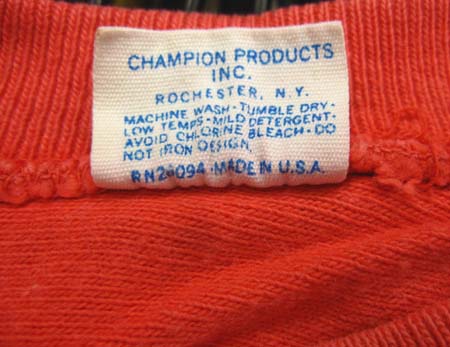 CHAMPION PRODUCTS
INC.
ROCHESTER, N.Y.
MACHINE WASH·TUMBLE DRY·
LOW TEMPS·MILD DETERGENT·
AVOID CHLORINE BLEACH·DO
NOT IRON DESIGN.
RN26094·MADE IN U.S.A.